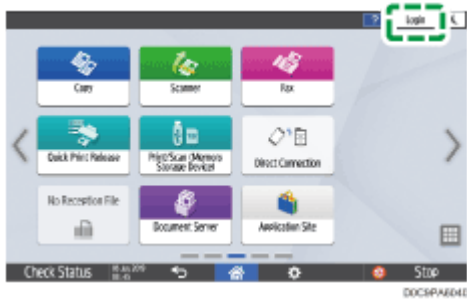 ? Login
Copy Scanner Fax
Quick Print Release Print/Scan (Memory Storage Device) Direct Connection
No Reception File Document Server Application Site
Check Status Stop